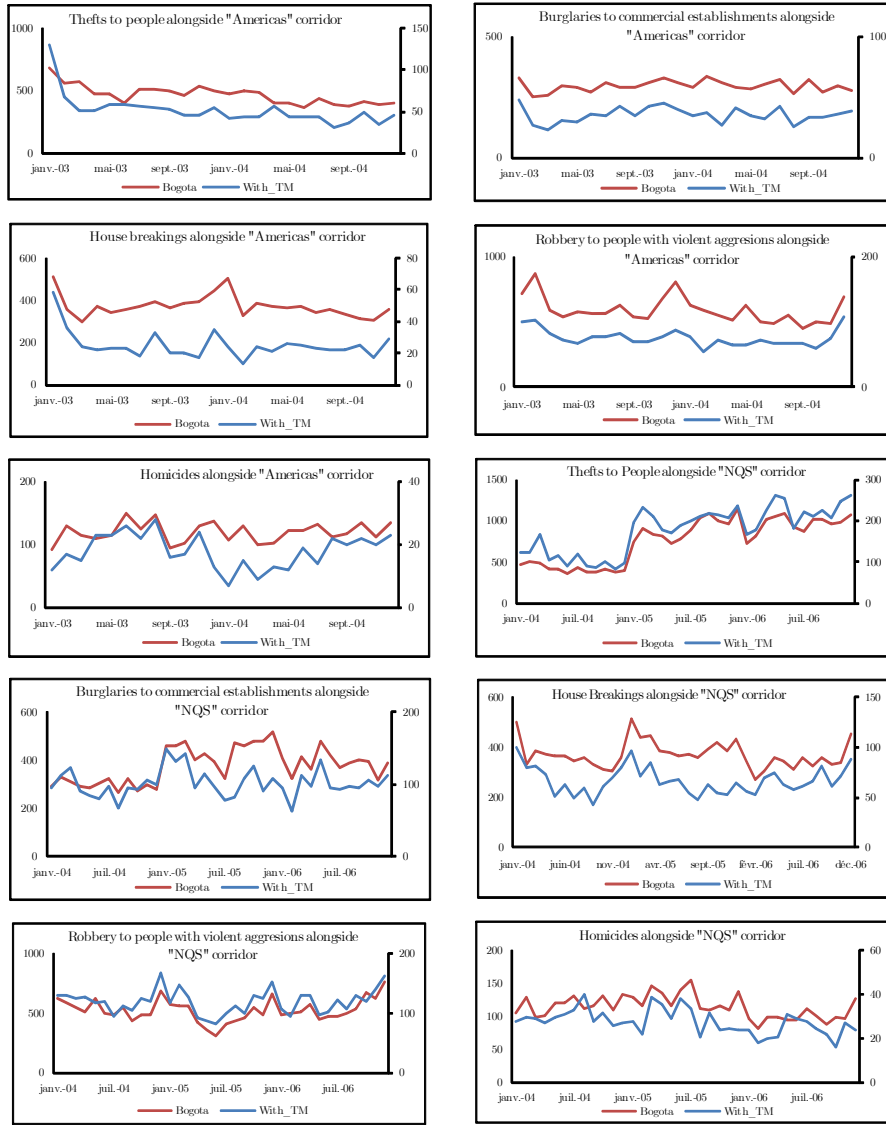 Thefts to people alongside "Americas" corridor
1000
500
0
150
100
50
0
janv.-03 mai-03 sept.-03 janv.-04 mai-04 sept.-04
Bogota With_TM
Burglaries to commercial establishments alongside
"Americas" corridor
500
0
100
0
janv.-03 mai-03 sept.-03 janv.-04 mai-04 sept.-04
Bogota With_TM
House breakings alongside "Americas" corridor
600
400
200
0
80
60
40
20
0
janv.-03 mai-03 sept.-03 janv.-04 mai-04 sept.-04
Bogota With_TM
Robbery to people with violent aggresions alongside
"Americas" corridor
1000
0
200
0
janv.-03 mai-03 sept.-03 janv.-04 mai-04 sept.-04
Bogota With_TM
Homicides alongside "Americas" corridor
200
100
0
40
20
0
janv.-03 mai-03 sept.-03 janv.-04 mai-04 sept.-04
Bogota With_TM
Thefts to People alongside "NQS" corridor
1500
1000
500
0
300
200
100
0
janv.-04 juil.-04 janv.-05 juil.-05 janv.-06 juil.-06
Bogota With_TM
Burglaries to commercial establishments alongside
"NQS" corridor
600
400
200
0
200
100
0
janv.-04 juil.-04 janv.-05 juil.-05 janv.-06 juil.-06
Bogota With_TM
House Breakings alongside "NQS" corridor
600
400
200
0
150
100
50
0
janv.-04 juin-04 nov.-04 avr.-05 sept.-05 févr.-06 juil.-06 déc.-06
Bogota With_TM
Robbery to people with violent aggresions alongside
"NQS" corridor
1000
500
0
200
100
0
janv.-04 juil.-04 janv.-05 juil.-05 janv.-06 juil.-06
Bogota With_TM
Homicides alongside "NQS" corridor
200
150
100
50
0
60
40
20
0
janv.-04 juil.-04 janv.-05 juil.-05 janv.-06 juil.-06
Bogota With_TM